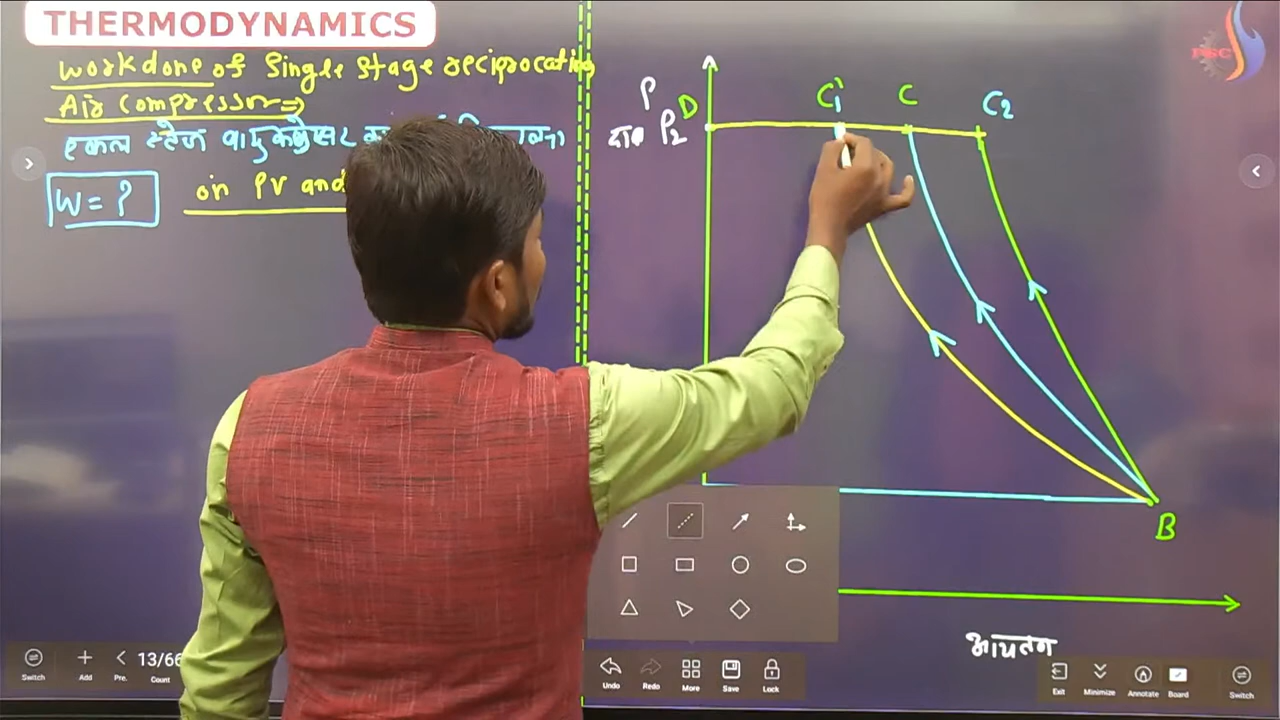 THERMODYNAMICS
workdone of Single stage reciprocating
Air Compressor⇒
एकल स्टेज वायु
W = ?
on PV and
P
दाब P₂
D
C₁
C
C₂
B
आयतन
Switch
Add
Pre.
13/66
Count
Undo
Redo
More
Save
Lock
Exit
Minimize
Annotate
Board
Switch